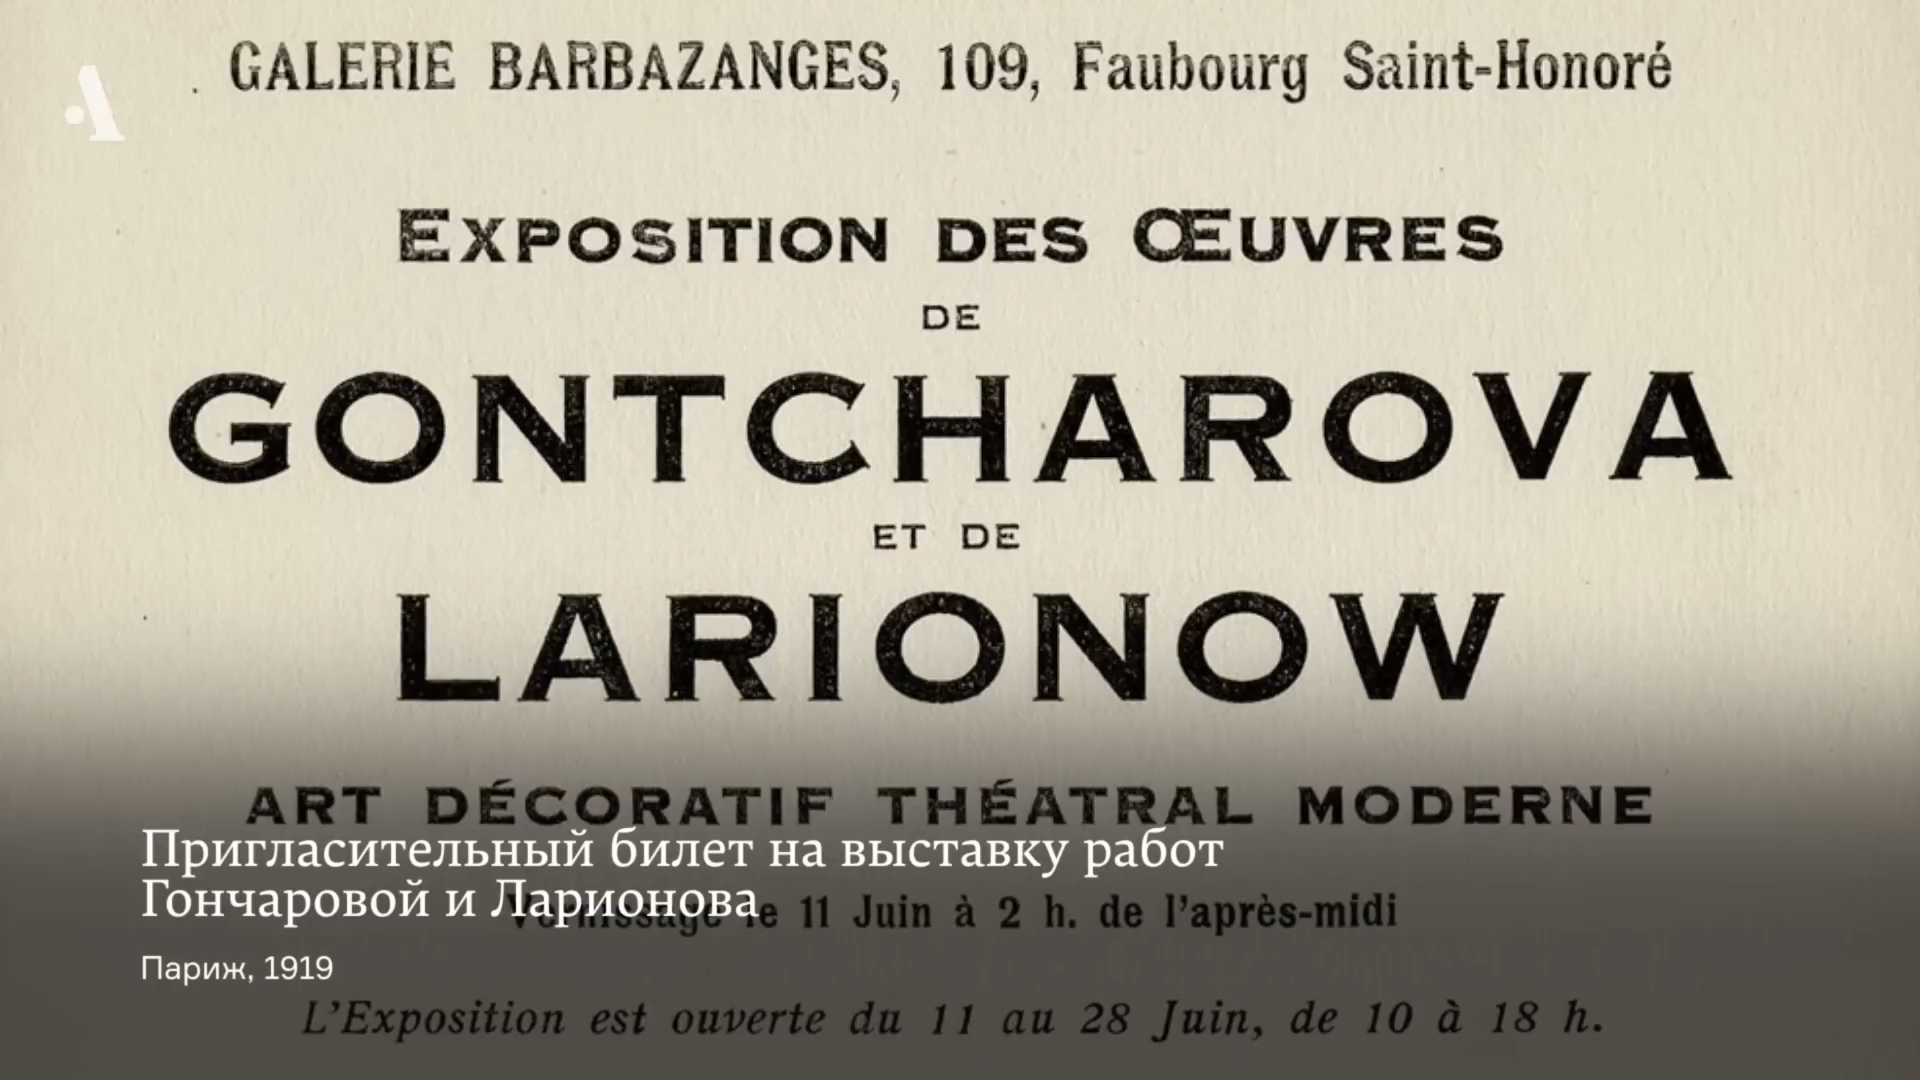 GALERIE BARBAZANGES, 109, Faubourg Saint-Honoré
EXPOSITION DES ŒUVRES
DE
GONTCHAROVA
ET DE
LARIONOW
ART DÉCORATIF THÉATRAL MODERNE
Пригласительный билет на выставку работ
Гончаровой и Ларионова
Vernissage le 11 Juin à 2 h. de l'après-midi
Париж, 1919
L'Exposition est ouverte du 11 au 28 Juin, de 10 à 18 h.